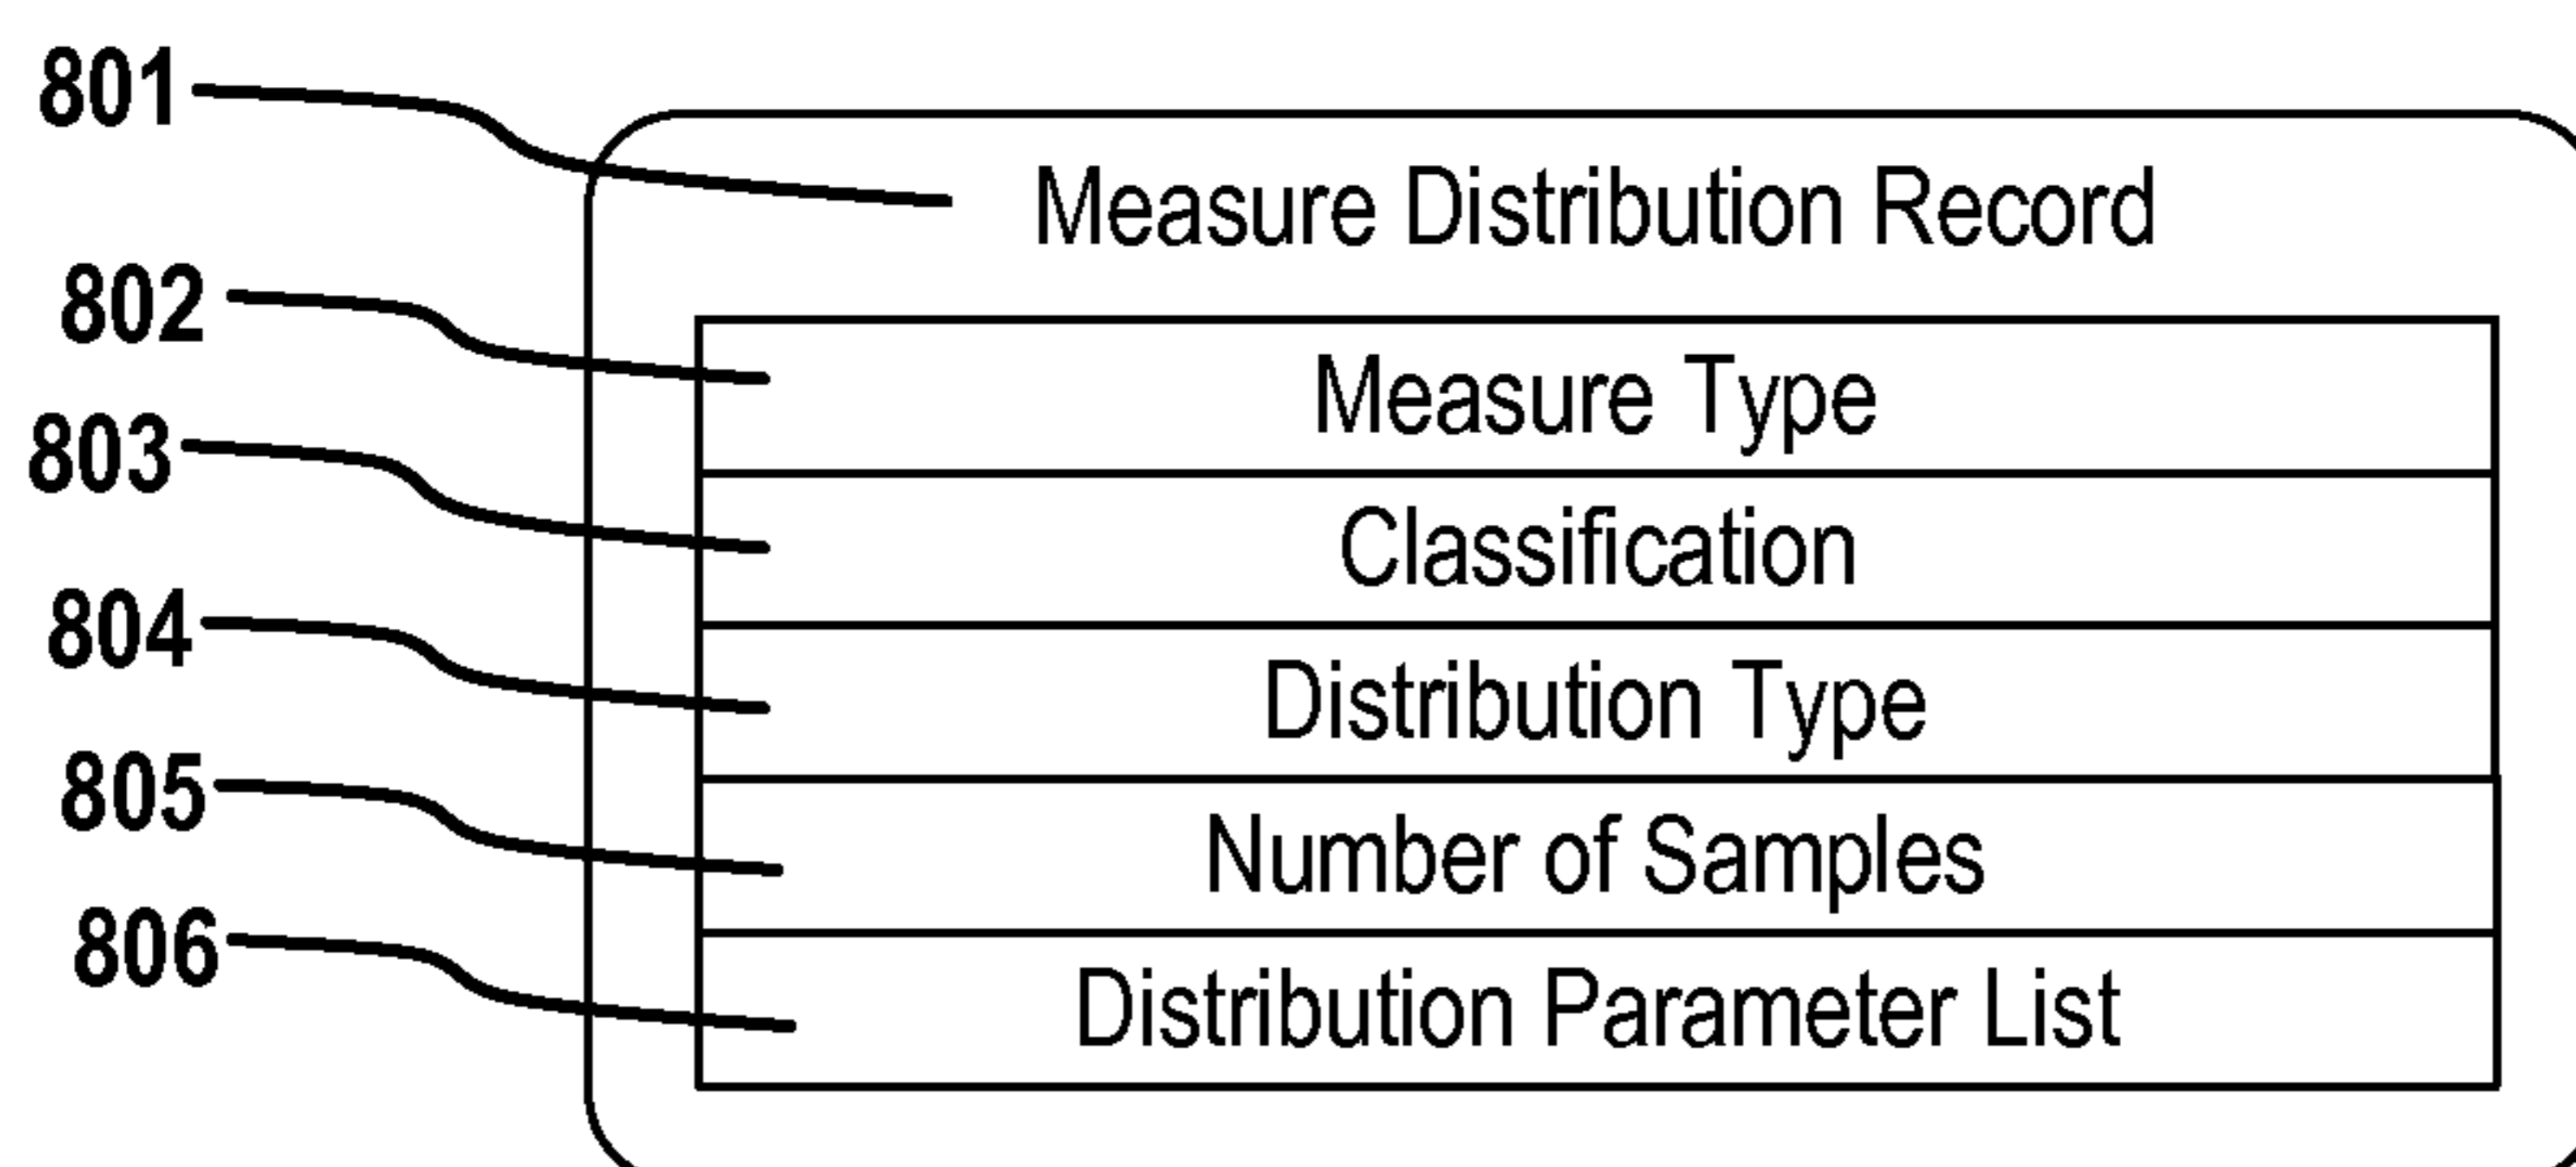 801
Measure Distribution Record
802
Measure Type
803
Classification
804
Distribution Type
805
Number of Samples
806
Distribution Parameter List